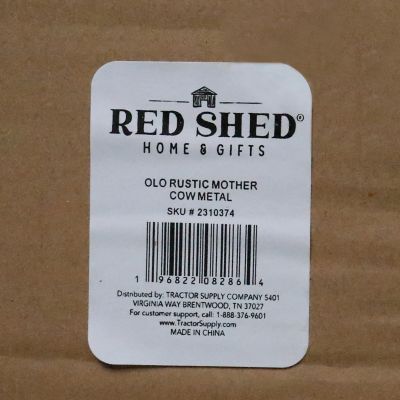 RED SHED®
HOME & GIFTS
OLO RUSTIC MOTHER
COW METAL
SKU # 2310374
1 96822 08286 4
Distributed by: TRACTOR SUPPLY COMPANY 5401
VIRGINIA WAY BRENTWOOD, TN 37027
For customer support, call: 1-888-376-9601
www.TractorSupply.com
MADE IN CHINA